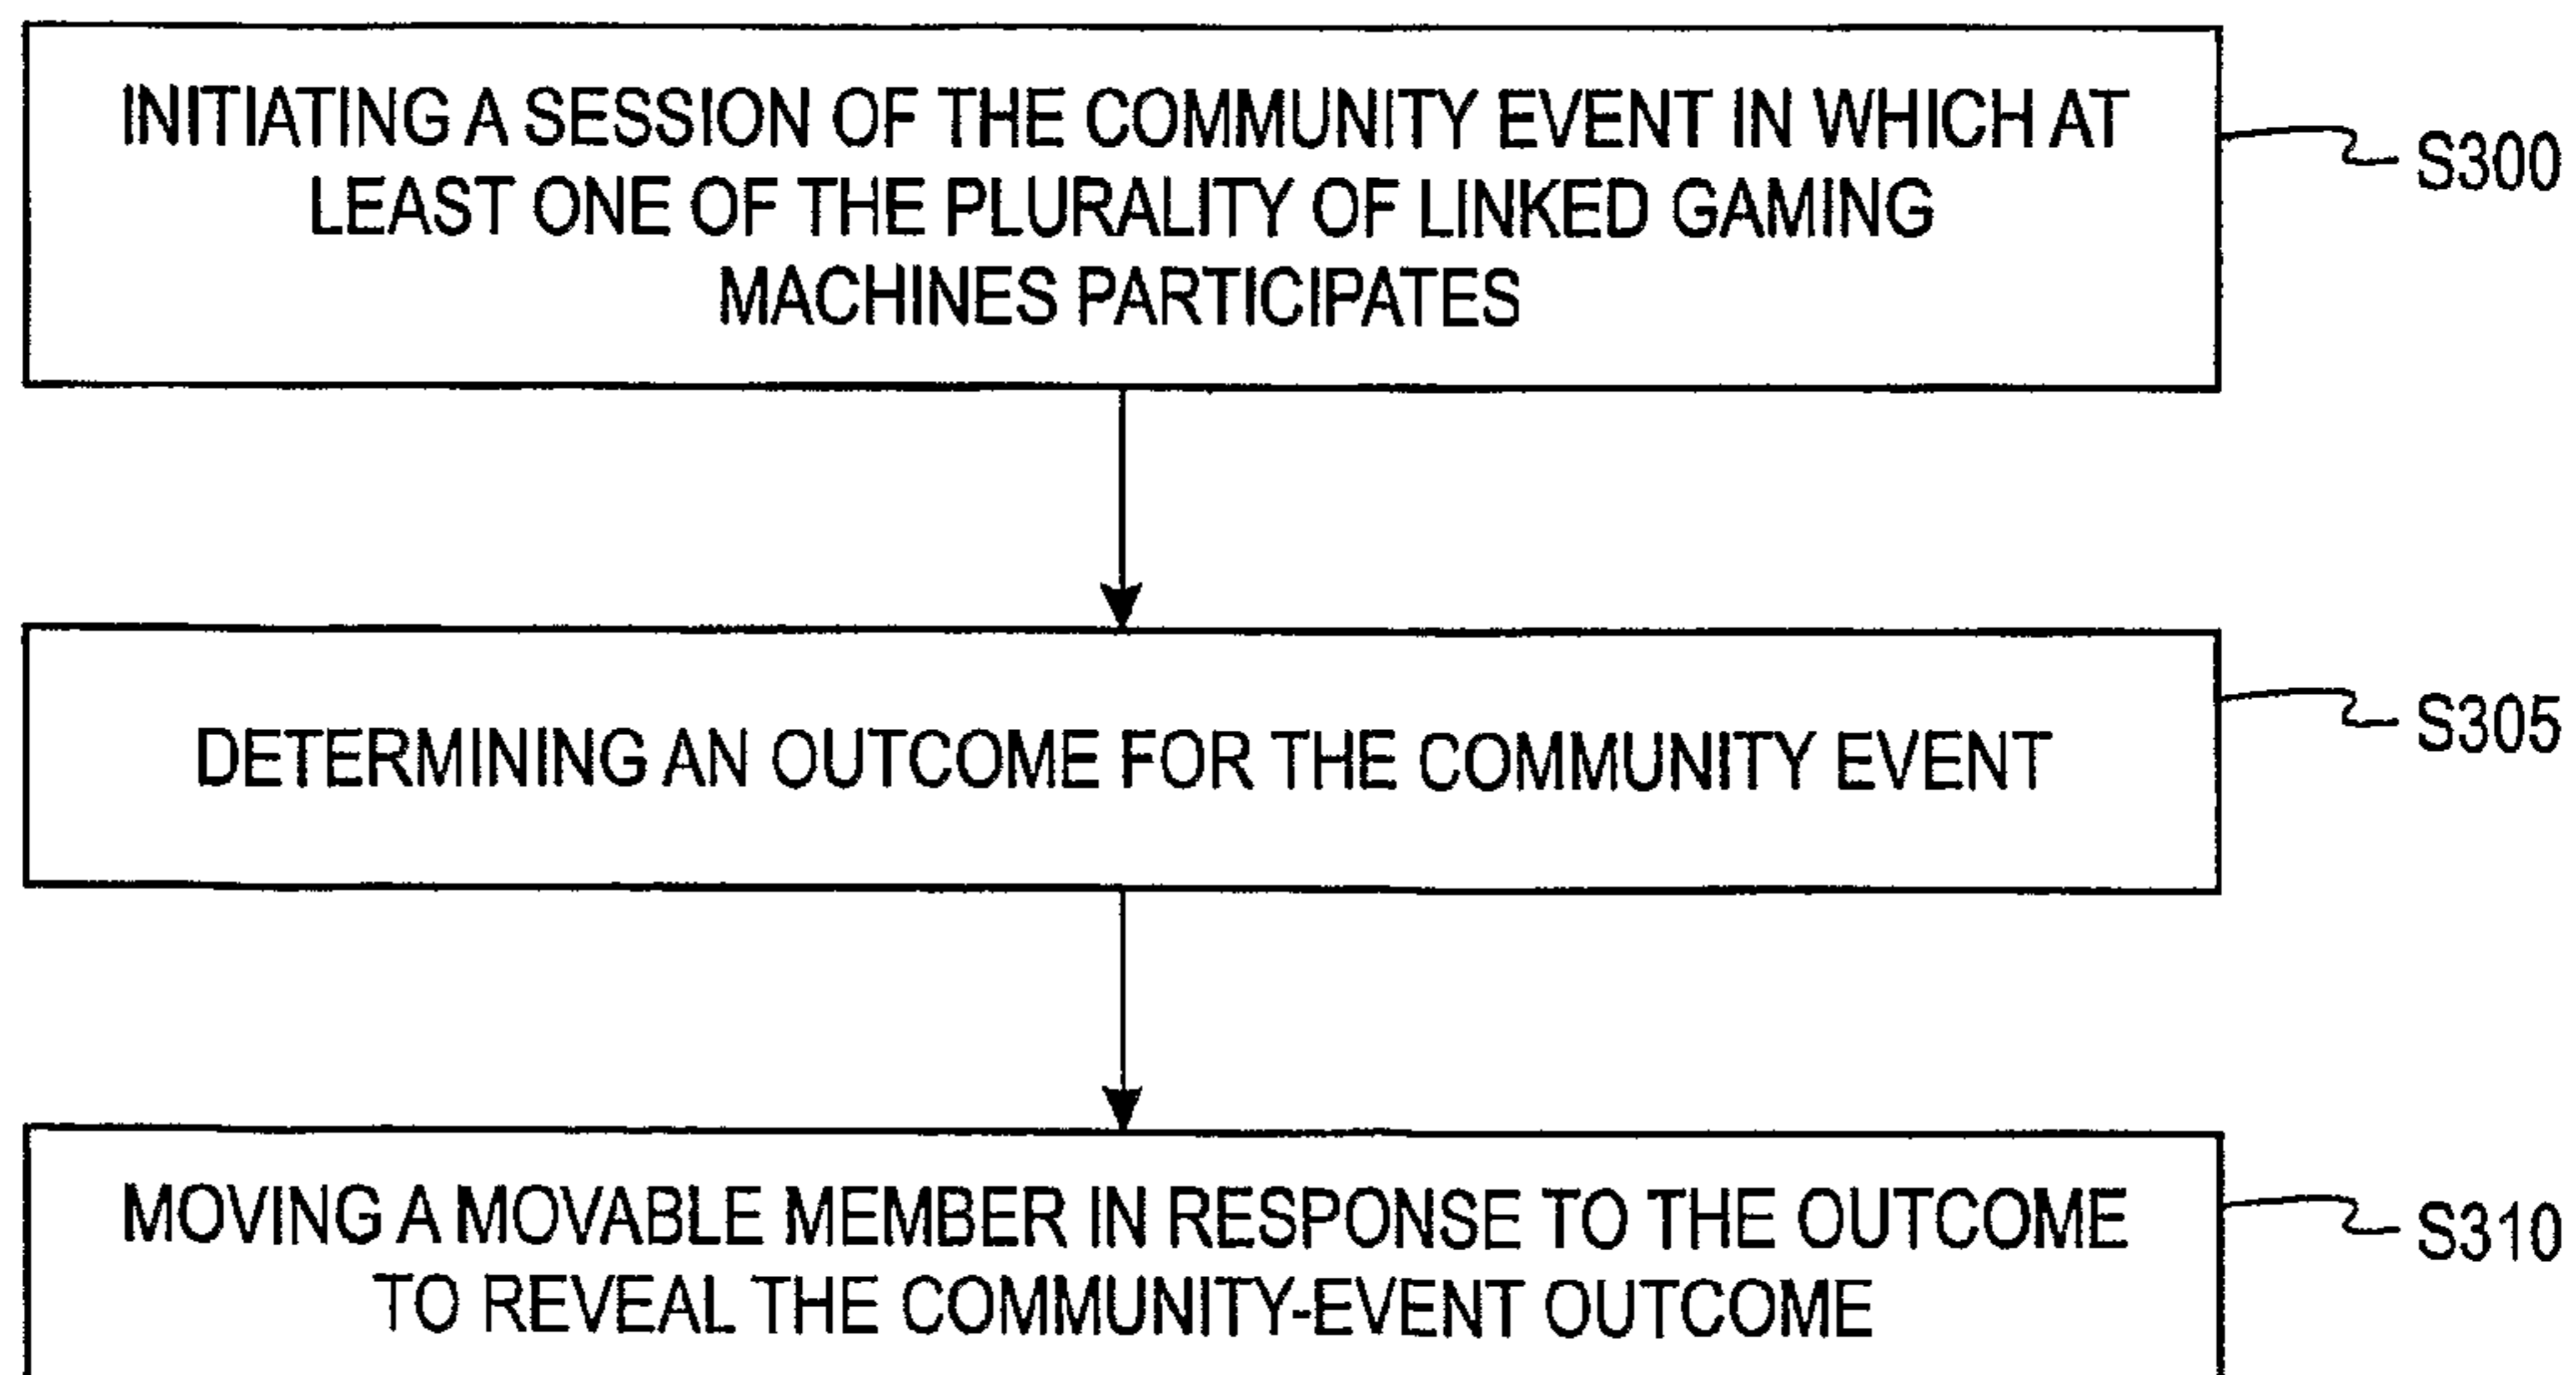 INITIATING A SESSION OF THE COMMUNITY EVENT IN WHICH AT
LEAST ONE OF THE PLURALITY OF LINKED GAMING
MACHINES PARTICIPATES
S300
DETERMINING AN OUTCOME FOR THE COMMUNITY EVENT
S305
MOVING A MOVABLE MEMBER IN RESPONSE TO THE OUTCOME
TO REVEAL THE COMMUNITY-EVENT OUTCOME
S310